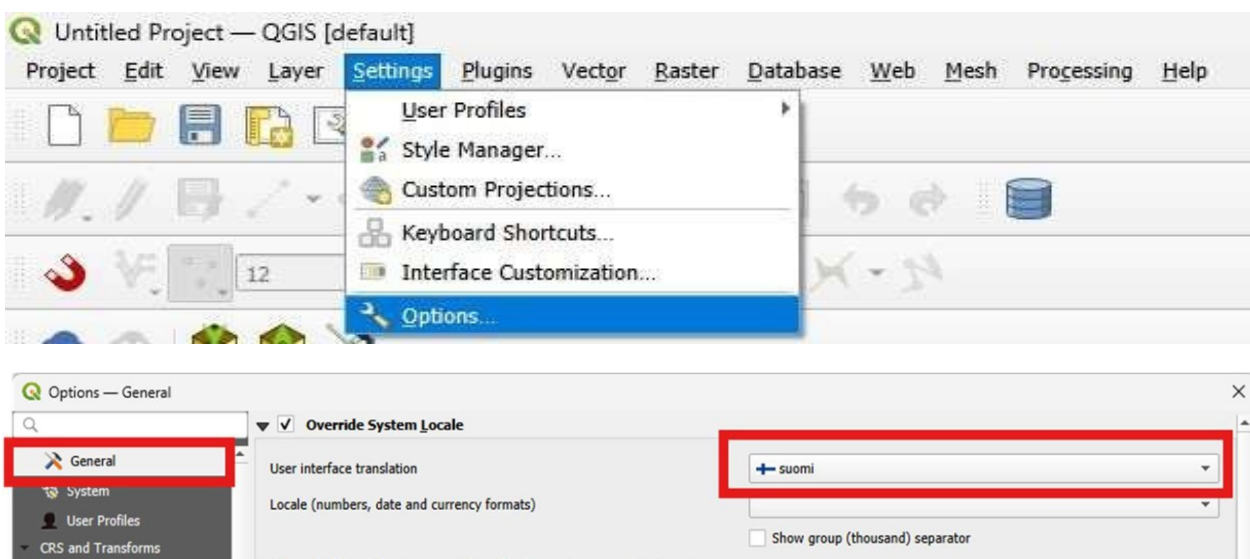 Untitled Project — QGIS [default]
Project Edit View Layer Settings Plugins Vector Raster Database Web Mesh Processing Help
User Profiles
Style Manager...
Custom Projections...
Keyboard Shortcuts...
12
Interface Customization...
Options...
Options — General
Override System Locale
General
User interface translation
suomi
System
Locale (numbers, date and currency formats)
User Profiles
Show group (thousand) separator
CRS and Transforms